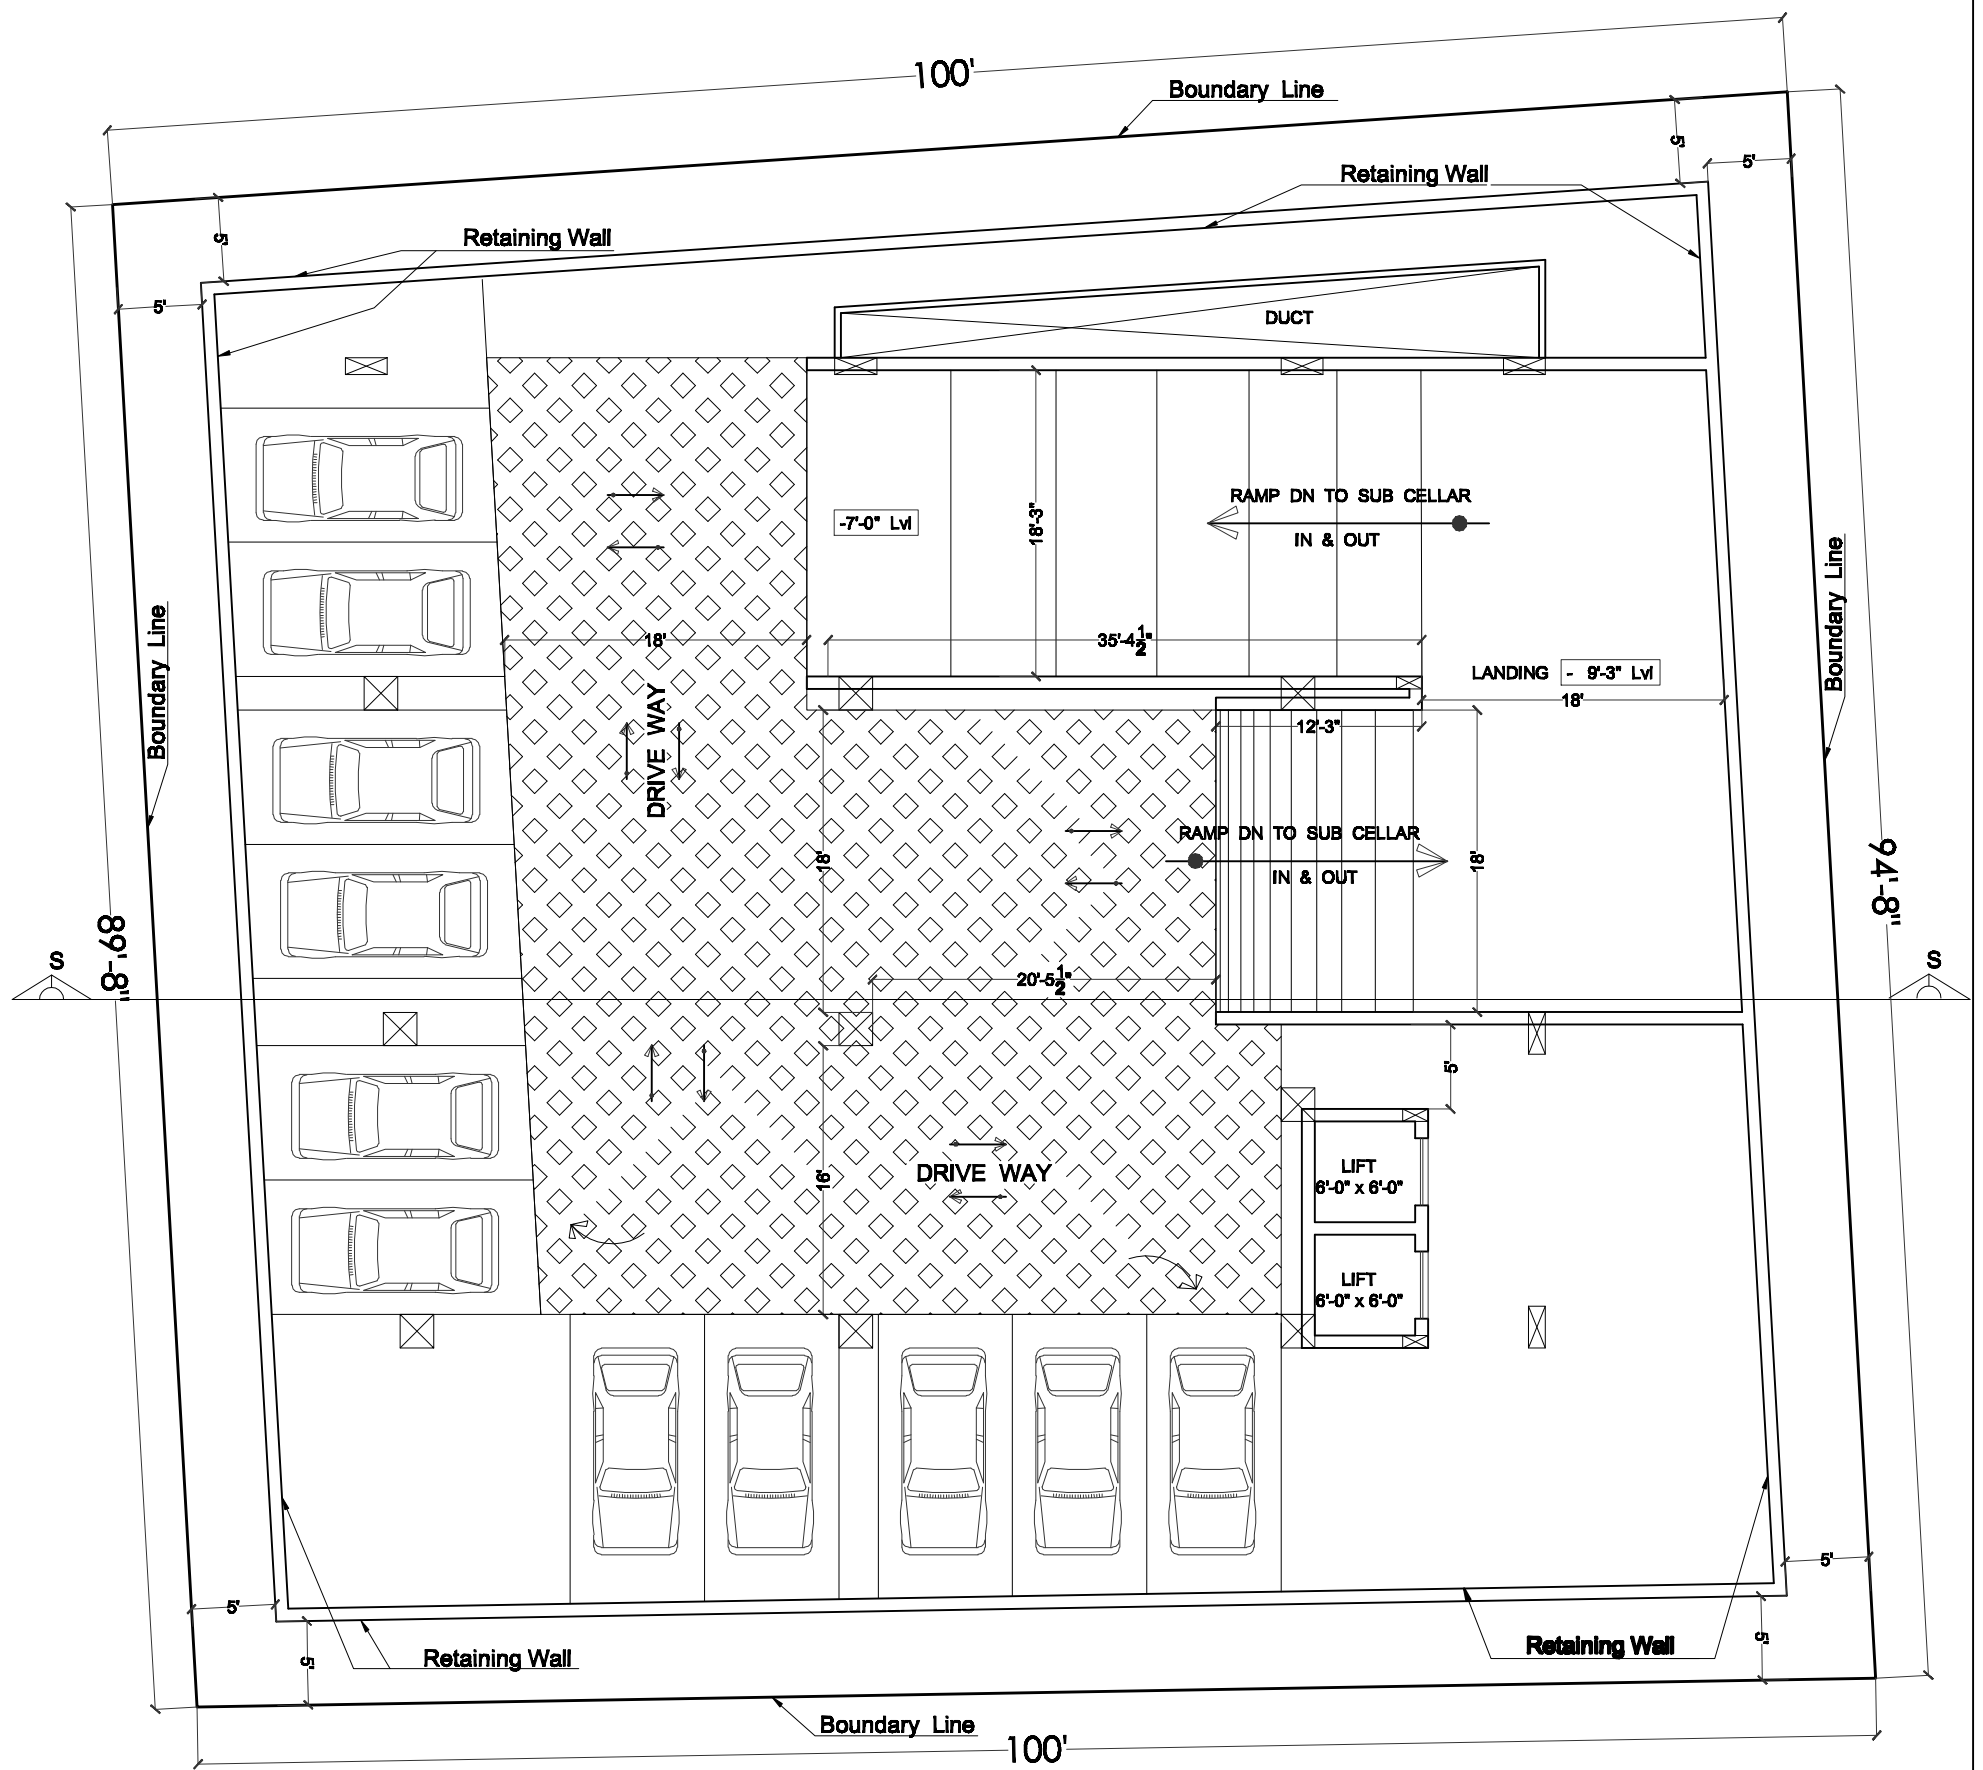 100'
Boundary Line
5'
5'
Retaining Wall
5'
Retaining Wall
5'
DUCT
RAMP DN TO SUB CELLAR
IN & OUT
-7'-0" Lvl
18'-3"
Boundary Line
Boundary Line
18'
35'-4 1/2"
LANDING - 9'-3" Lvl
18'
12'-3"
DRIVE WAY
RAMP DN TO SUB CELLAR
IN & OUT
18'
18'
94'-8"
89'-8"
S
S
20'-5 1/2"
5'
DRIVE WAY
16'
LIFT
6'-0" x 6'-0"
LIFT
6'-0" x 6'-0"
5'
5'
5'
5'
Retaining Wall
Retaining Wall
Boundary Line
100'